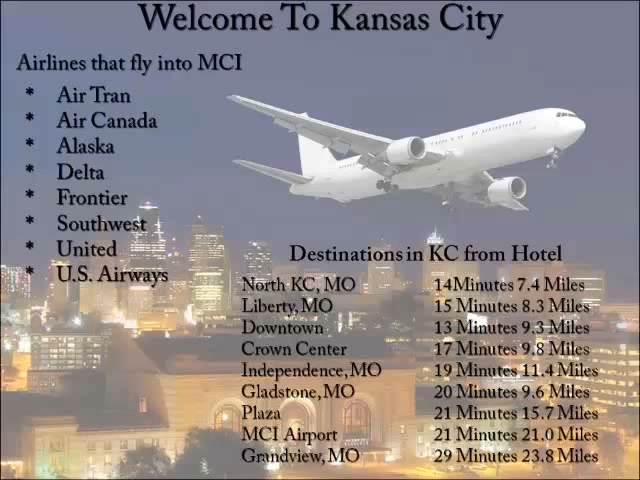 Welcome To Kansas City
Airlines that fly into MCI
* Air Tran
* Air Canada
* Alaska
* Delta
* Frontier
* Southwest
* United
* U.S. Airways
Destinations in KC from Hotel
North KC, MO 14 Minutes 7.4 Miles
Liberty, MO 15 Minutes 8.3 Miles
Downtown 13 Minutes 9.3 Miles
Crown Center 17 Minutes 9.8 Miles
Independence, MO 19 Minutes 11.4 Miles
Gladstone, MO 20 Minutes 9.6 Miles
Plaza 21 Minutes 15.7 Miles
MCI Airport 21 Minutes 21.0 Miles
Grandview, MO 29 Minutes 23.8 Miles